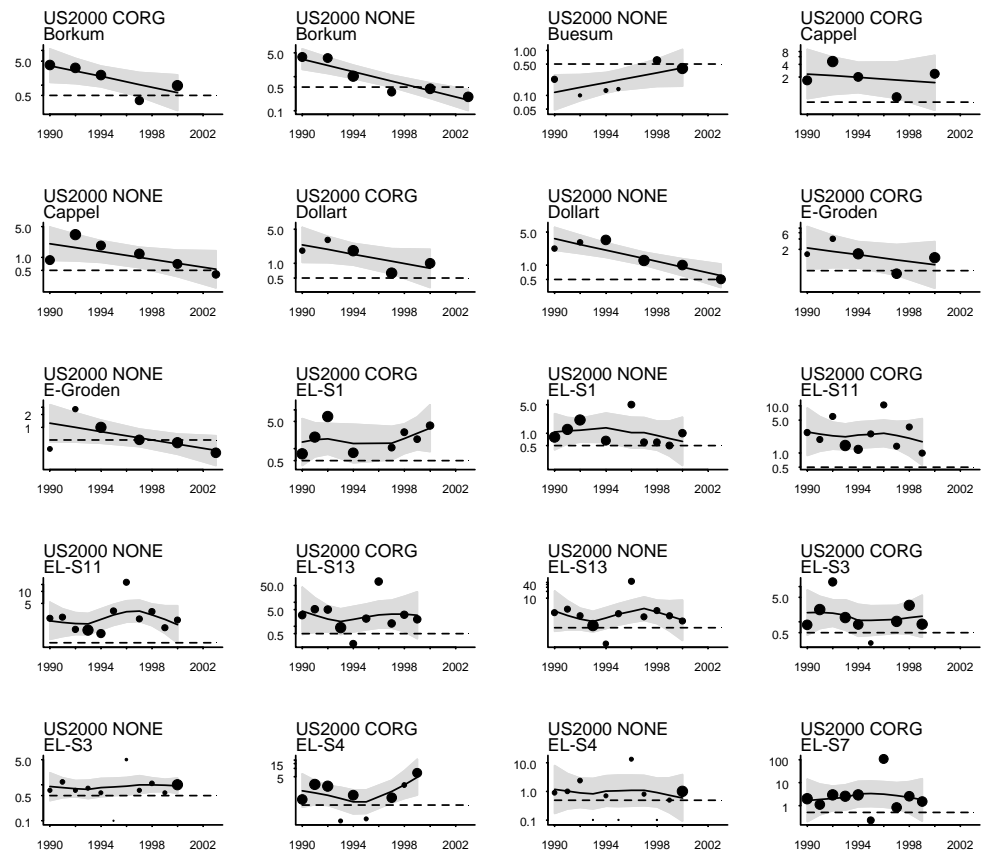 US2000 CORG
Borkum
5.0
0.5
1990 1994 1998 2002
US2000 NONE
Borkum
5.0
0.5
0.1
1990 1994 1998 2002
US2000 NONE
Buesum
1.00
0.50
0.10
0.05
1990 1994 1998 2002
US2000 CORG
Cappel
8
4
2
1990 1994 1998 2002
US2000 NONE
Cappel
5.0
1.0
0.5
1990 1994 1998 2002
US2000 CORG
Dollart
5.0
1.0
0.5
1990 1994 1998 2002
US2000 NONE
Dollart
5.0
1.0
0.5
1990 1994 1998 2002
US2000 CORG
E-Groden
6
2
1990 1994 1998 2002
US2000 NONE
E-Groden
2
1
1990 1994 1998 2002
US2000 CORG
EL-S1
5.0
0.5
1990 1994 1998 2002
US2000 NONE
EL-S1
5.0
1.0
0.5
1990 1994 1998 2002
US2000 CORG
EL-S11
10.0
1.0
0.5
1990 1994 1998 2002
US2000 NONE
EL-S11
10
5
1990 1994 1998 2002
US2000 CORG
EL-S13
50.0
5.0
0.5
1990 1994 1998 2002
US2000 NONE
EL-S13
40
10
1990 1994 1998 2002
US2000 CORG
EL-S3
5.0
0.5
1990 1994 1998 2002
US2000 NONE
EL-S3
5.0
0.5
0.1
1990 1994 1998 2002
US2000 CORG
EL-S4
15
5
1990 1994 1998 2002
US2000 NONE
EL-S4
10.0
1.0
0.1
1990 1994 1998 2002
US2000 CORG
EL-S7
100
10
1
1990 1994 1998 2002